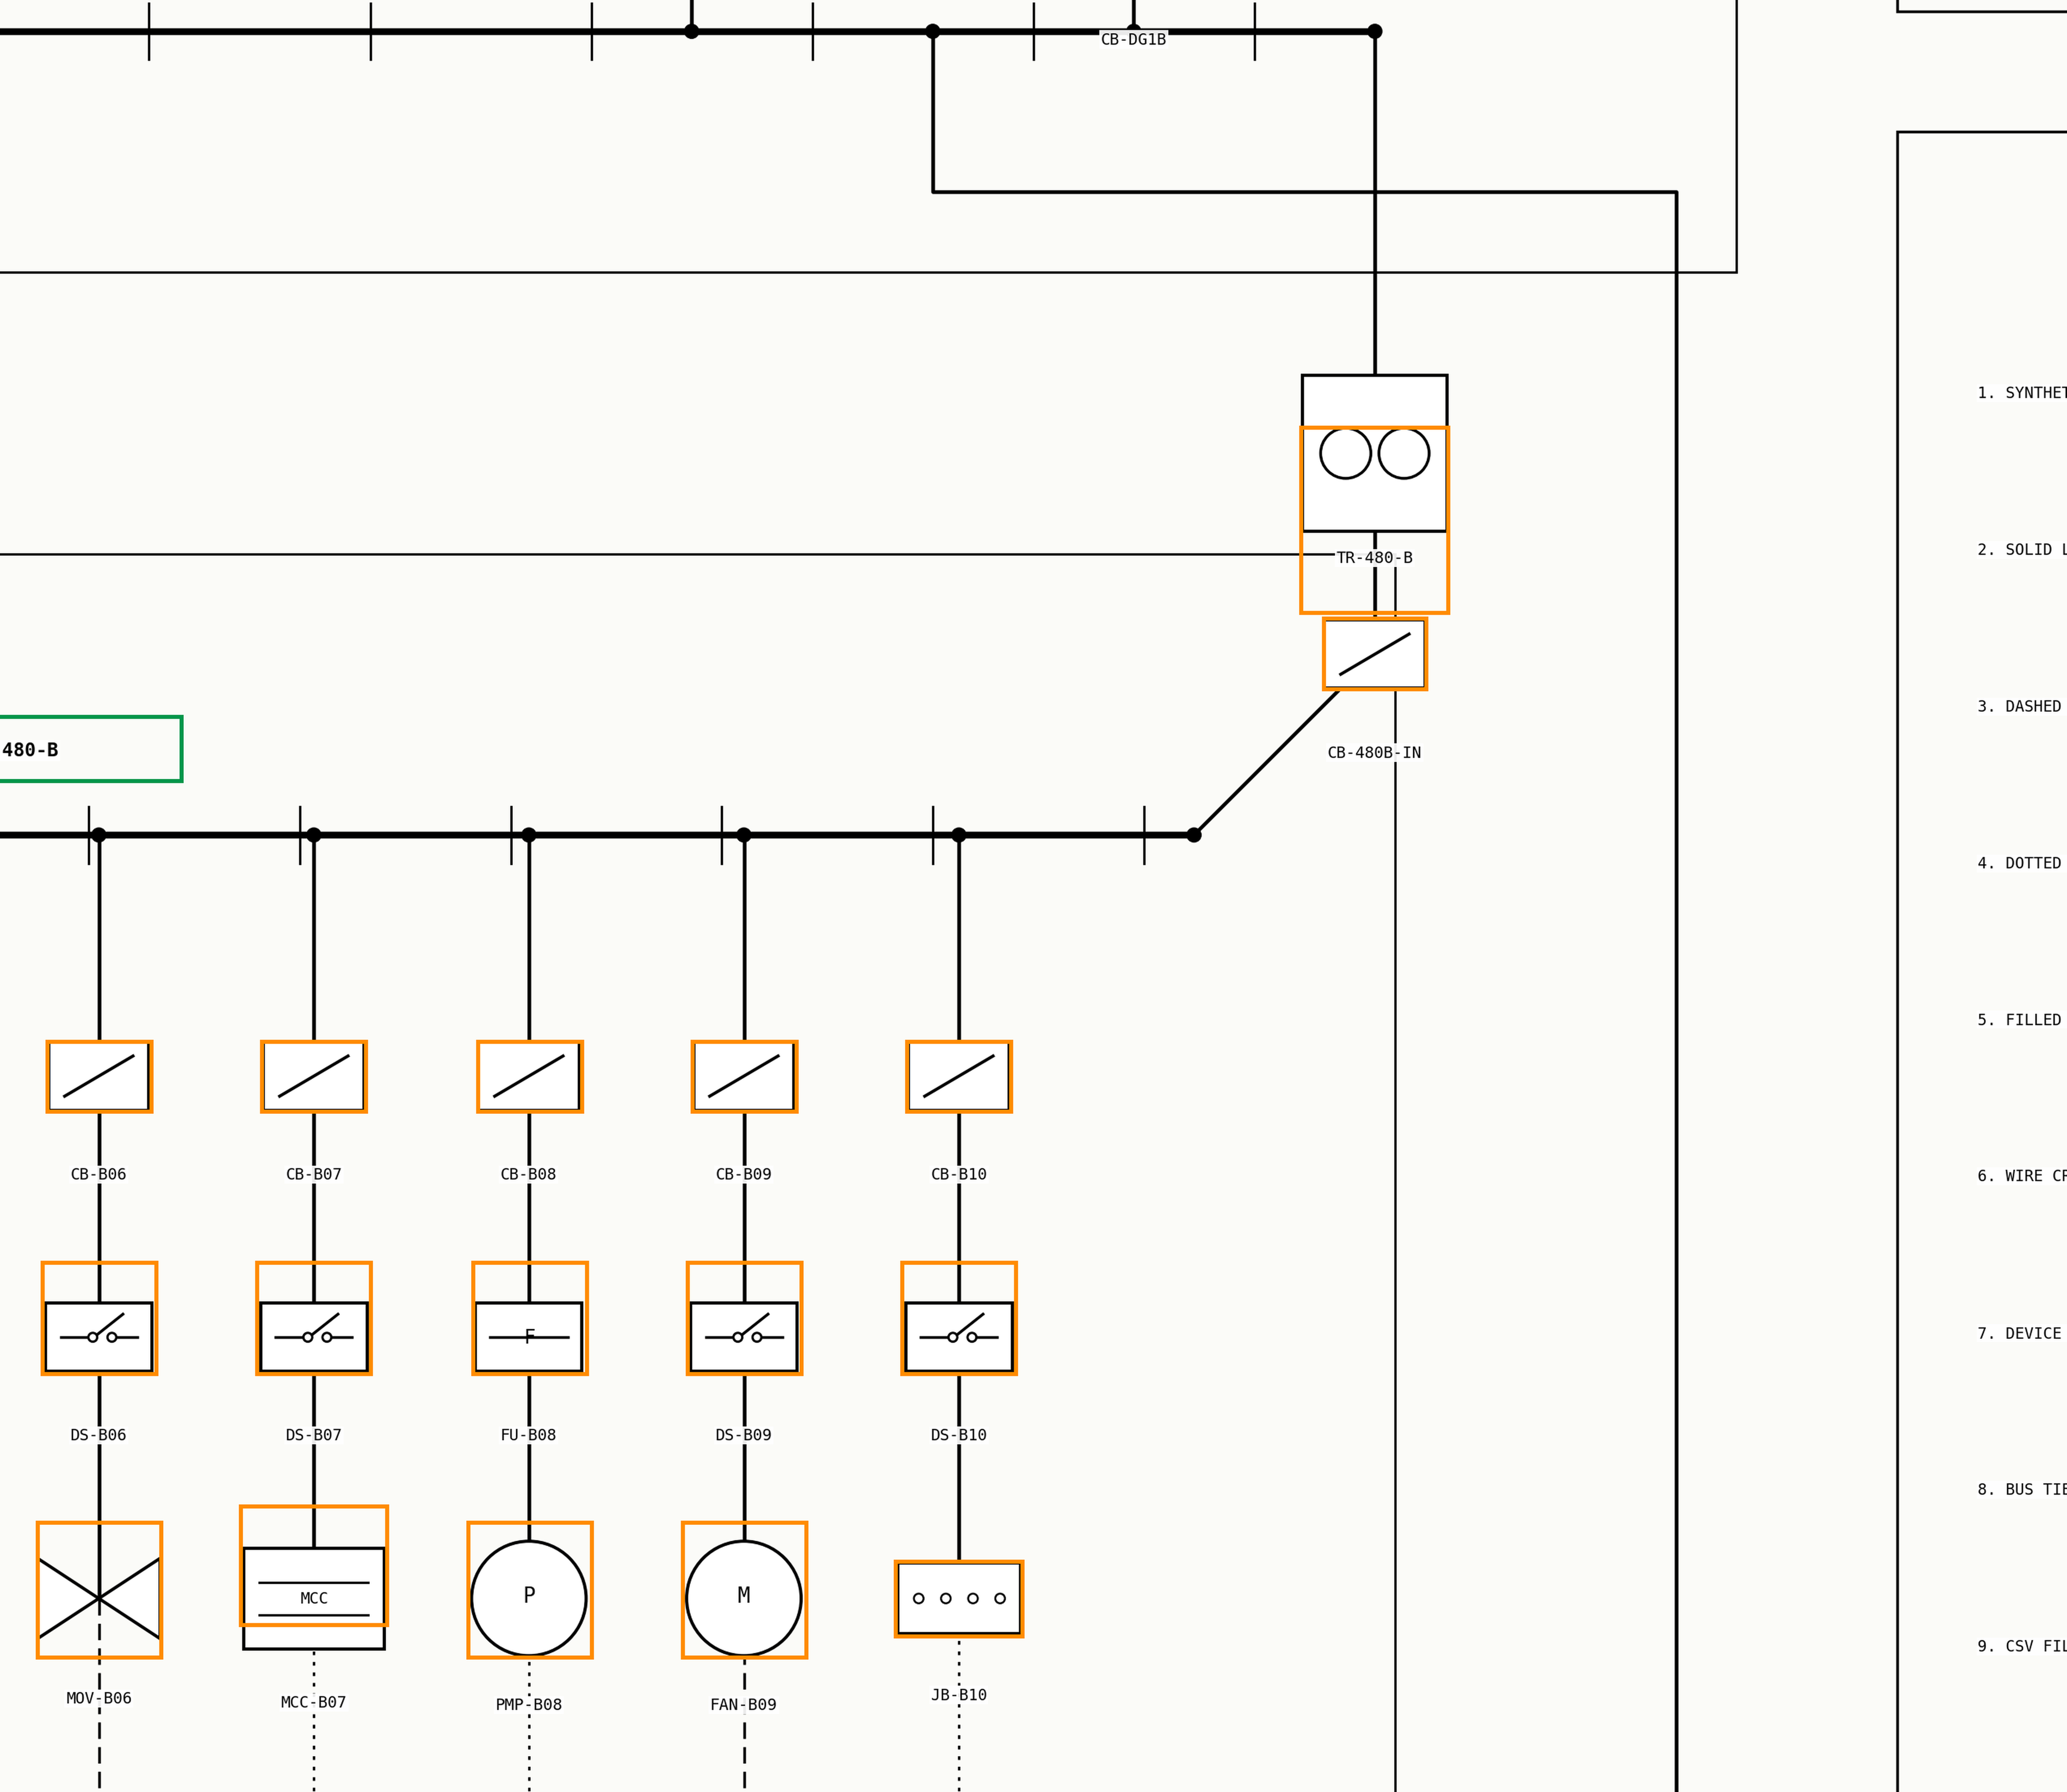 CB-DG1B
1. SYNTHET
TR-480-B
2. SOLID L
3. DASHED
480-B
CB-480B-IN
4. DOTTED
5. FILLED
CB-B06 CB-B07 CB-B08 CB-B09 CB-B10
6. WIRE CR
F
7. DEVICE
DS-B06 DS-B07 FU-B08 DS-B09 DS-B10
8. BUS TIE
MCC P M
9. CSV FIL
MOV-B06 MCC-B07 PMP-B08 FAN-B09 JB-B10